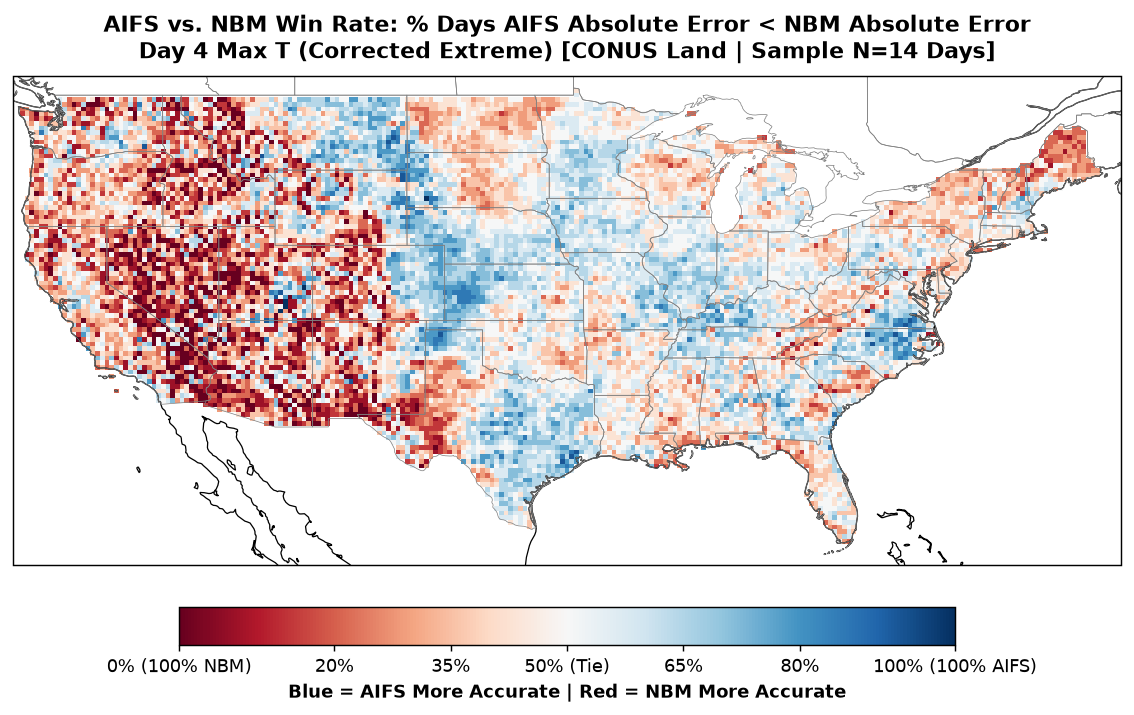 AIFS vs. NBM Win Rate: % Days AIFS Absolute Error < NBM Absolute Error
Day 4 Max T (Corrected Extreme) [CONUS Land | Sample N=14 Days]
0% (100% NBM) 20% 35% 50% (Tie) 65% 80% 100% (100% AIFS)
Blue = AIFS More Accurate | Red = NBM More Accurate